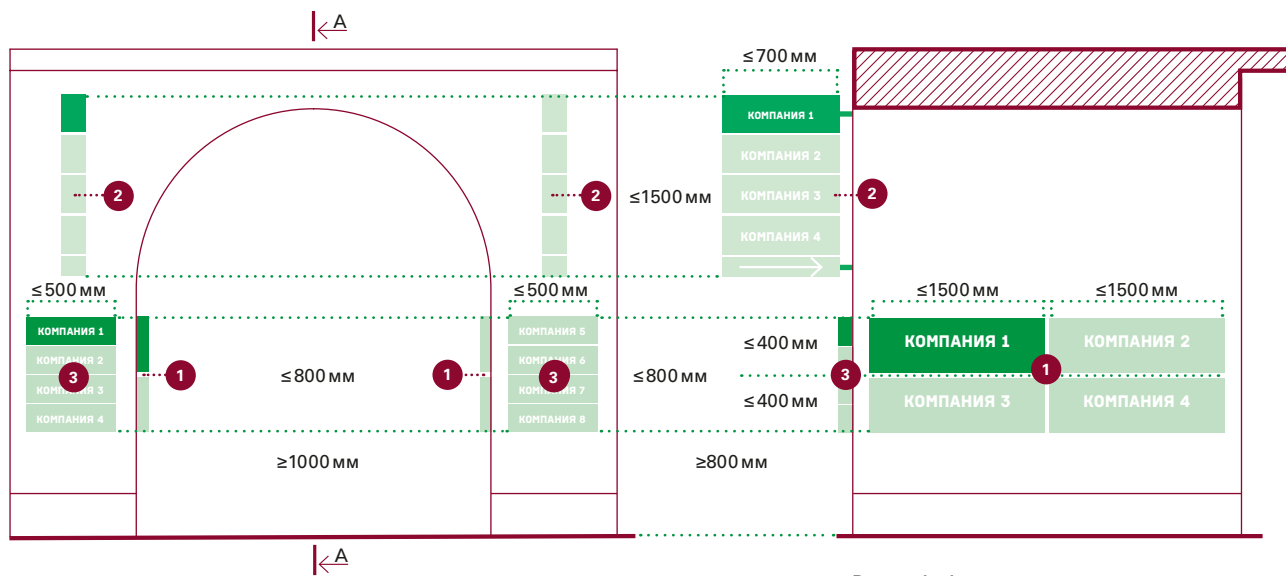 А
≤700 мм
КОМПАНИЯ 1
КОМПАНИЯ 2
КОМПАНИЯ 3
КОМПАНИЯ 4
2
2
≤1500 мм
2
≤500 мм
≤500 мм
≤1500 мм
≤1500 мм
КОМПАНИЯ 1
КОМПАНИЯ 2
КОМПАНИЯ 3
КОМПАНИЯ 4
3
1
≤800 мм
1
КОМПАНИЯ 5
КОМПАНИЯ 6
КОМПАНИЯ 7
КОМПАНИЯ 8
3
≤800 мм
≤400 мм
≤400 мм
3
КОМПАНИЯ 1
КОМПАНИЯ 2
1
КОМПАНИЯ 3
КОМПАНИЯ 4
≥1000 мм
≥800 мм
А